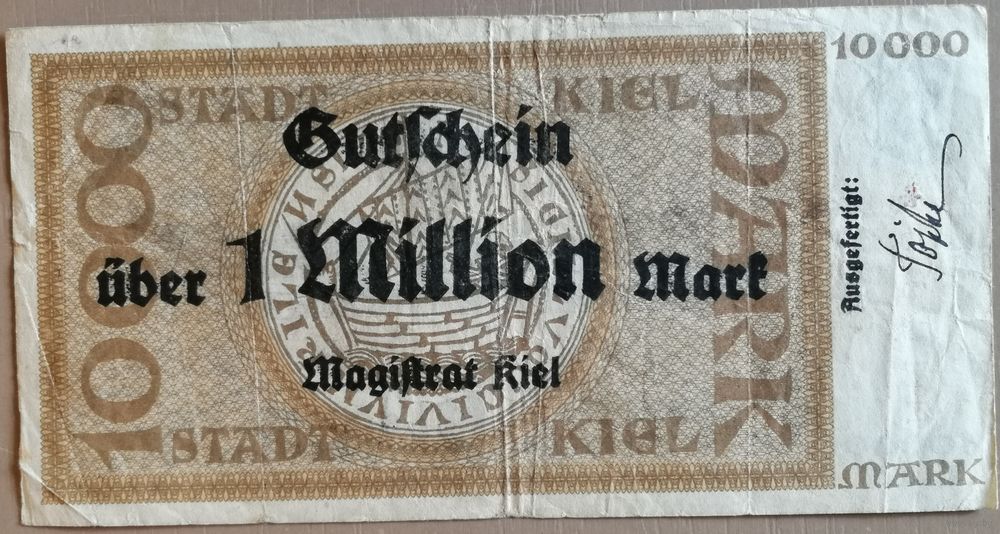 10000
STADT KIEL
Gutschein
über 1 Million Mark
Magistrat Kiel
STADT KIEL
MARK
10000
Ausgefertigt:
MARK